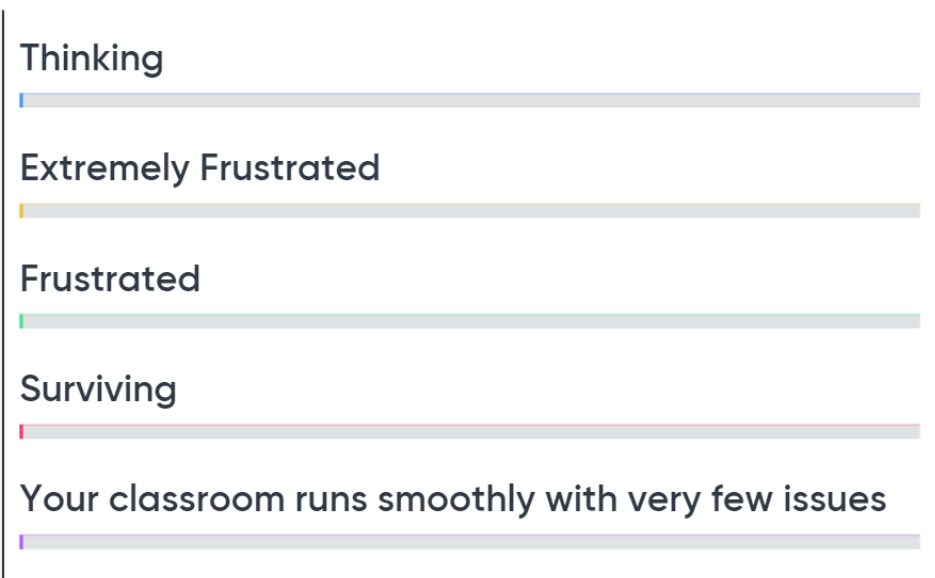 Thinking
Extremely Frustrated
Frustrated
Surviving
Your classroom runs smoothly with very few issues